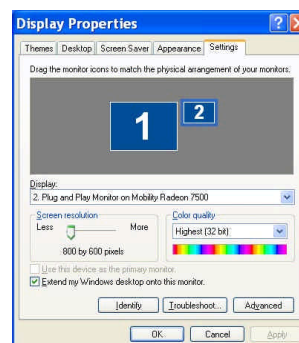 Display Properties
Themes Desktop Screen Saver Appearance Settings
Drag the monitor icons to match the physical arrangement of your monitors.
1 2
Display:
2. Plug and Play Monitor on Mobility Radeon 7500
Screen resolution Color quality
Less More Highest (32 bit)
800 by 600 pixels
Use this device as the primary monitor.
Extend my Windows desktop onto this monitor.
Identify Troubleshoot... Advanced
OK Cancel Apply